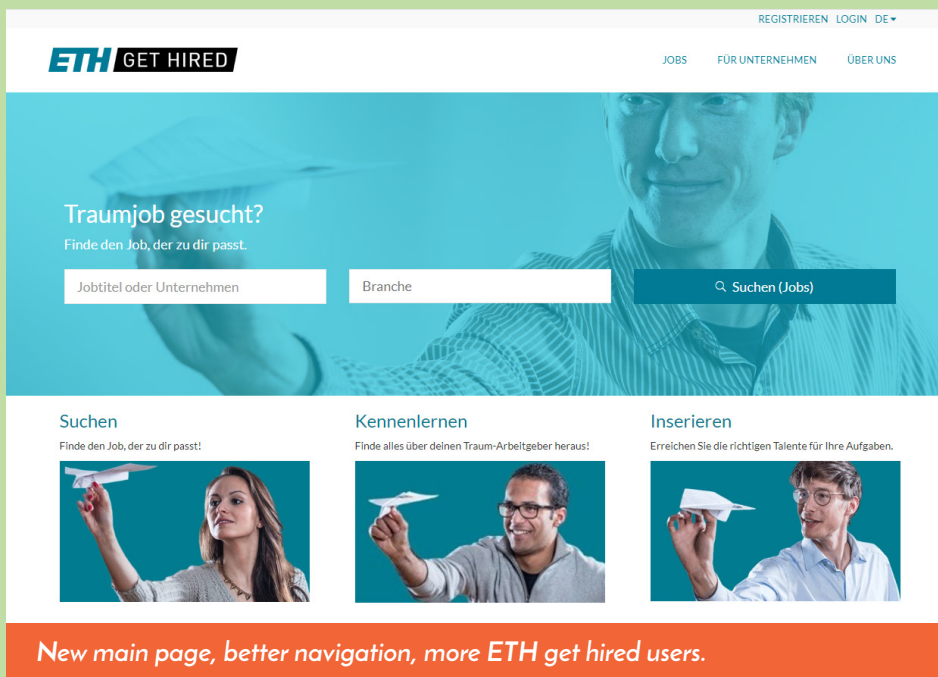 REGISTRIEREN LOGIN DE
ETH GET HIRED
JOBS FÜR UNTERNEHMEN ÜBER UNS
Traumjob gesucht?
Finde den Job, der zu dir passt.
Jobtitel oder Unternehmen Branche Suchen (Jobs)
Suchen Kennenlernen Inserieren
Finde den Job, der zu dir passt! Finde alles über deinen Traum-Arbeitgeber heraus! Erreichen Sie die richtigen Talente für Ihre Aufgaben.
New main page, better navigation, more ETH get hired users.